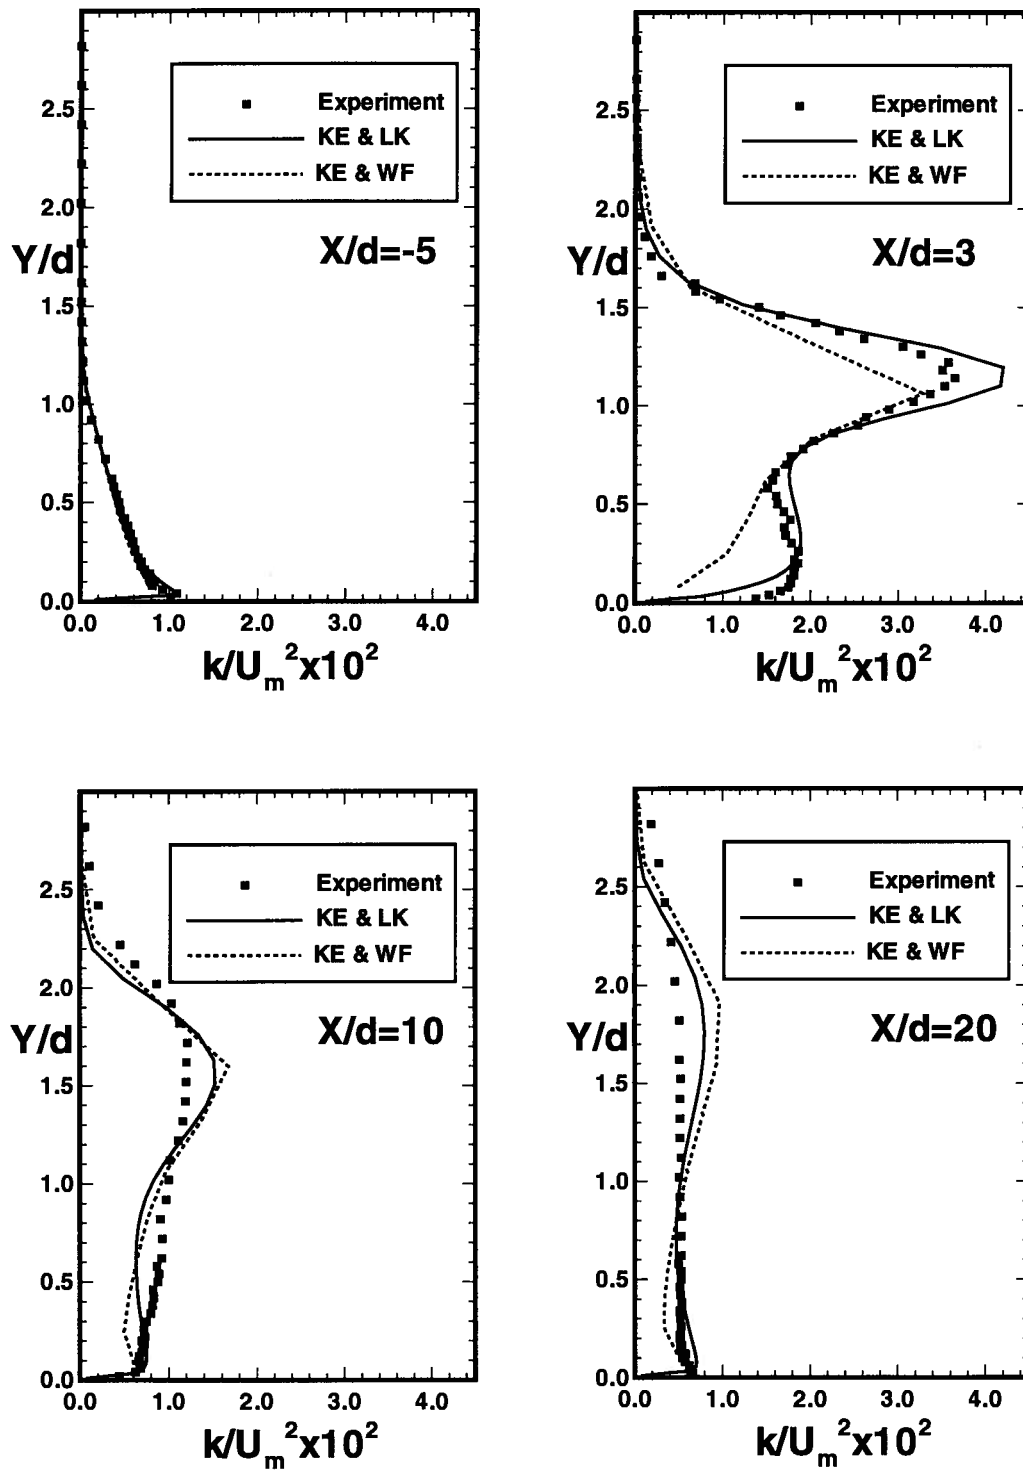 2.5
2.0
Y/d
1.5
1.0
0.5
0.0
Experiment
KE & LK
KE & WF
X/d=-5
0.0 1.0 2.0 3.0 4.0
k/U_m^2x10^2
2.5
2.0
Y/d
1.5
1.0
0.5
0.0
Experiment
KE & LK
KE & WF
X/d=3
0.0 1.0 2.0 3.0 4.0
k/U_m^2x10^2
2.5
2.0
Y/d
1.5
1.0
0.5
0.0
Experiment
KE & LK
KE & WF
X/d=10
0.0 1.0 2.0 3.0 4.0
k/U_m^2x10^2
2.5
2.0
Y/d
1.5
1.0
0.5
0.0
Experiment
KE & LK
KE & WF
X/d=20
0.0 1.0 2.0 3.0 4.0
k/U_m^2x10^2